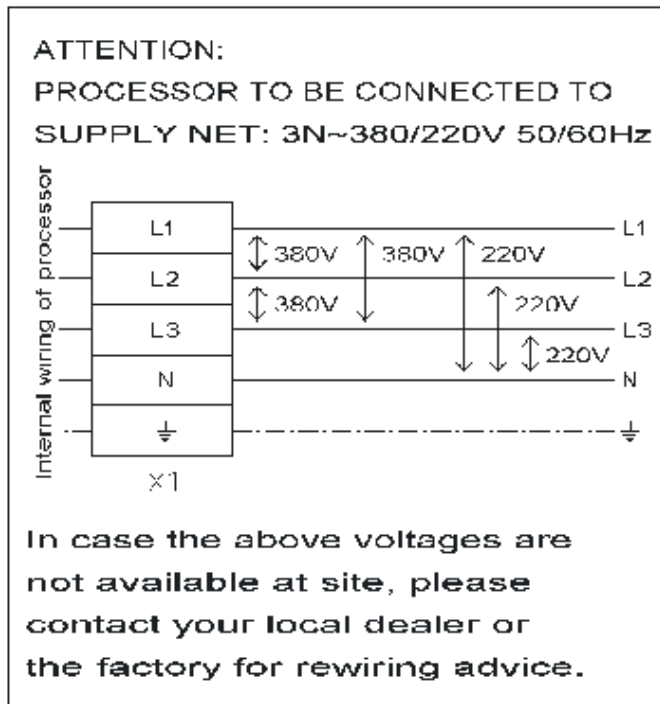 ATTENTION:
PROCESSOR TO BE CONNECTED TO
SUPPLY NET: 3N~380/220V 50/60Hz
Internal wiring of processor
L1 L1
380V 380V 220V
L2 L2
380V 220V
L3 L3
220V
N N
X1
In case the above voltages are
not available at site, please
contact your local dealer or
the factory for rewiring advice.